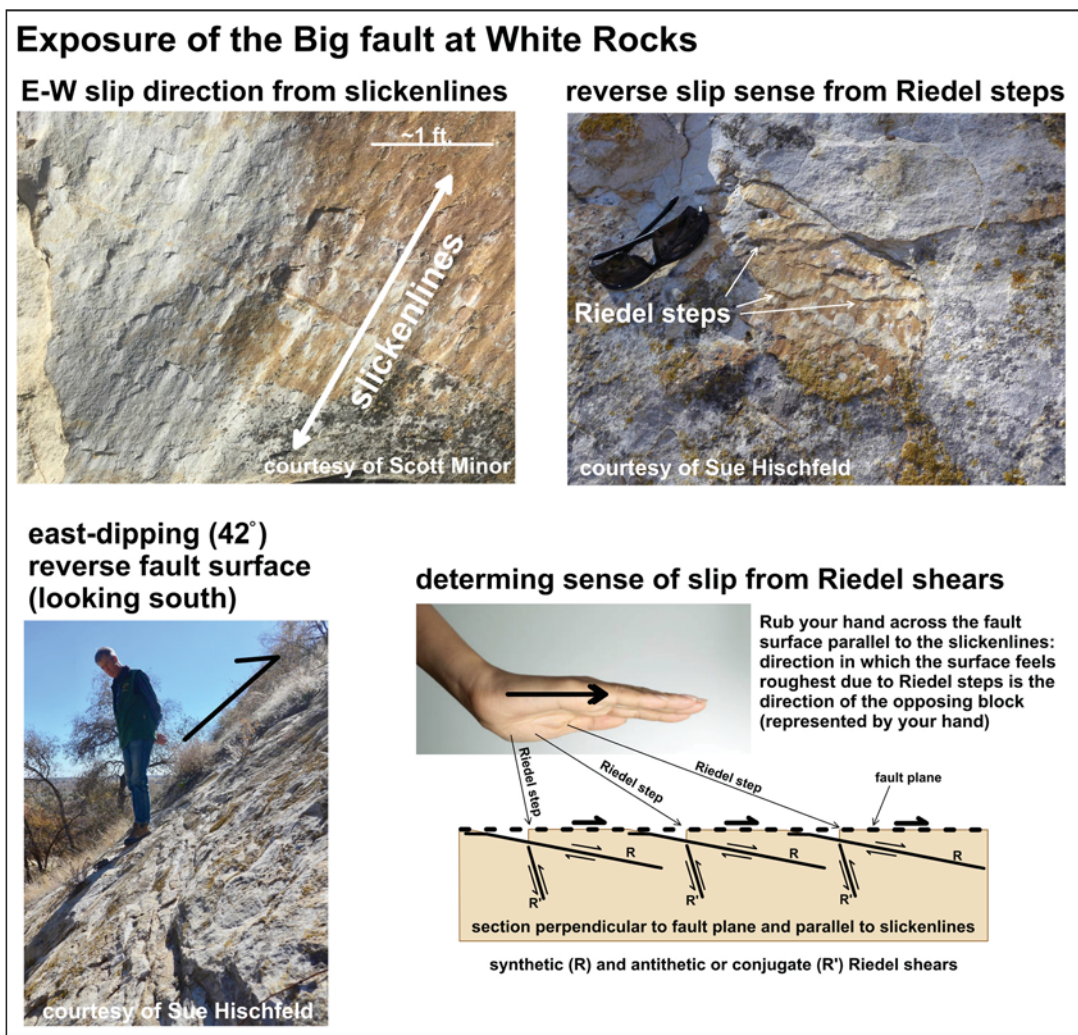 Exposure of the Big fault at White Rocks
E-W slip direction from slickenlines
~1 ft.
slickenlines
courtesy of Scott Minor
reverse slip sense from Riedel steps
Riedel steps
courtesy of Sue Hischfeld
east-dipping (42°)
reverse fault surface
(looking south)
courtesy of Sue Hischfeld
determing sense of slip from Riedel shears
Rub your hand across the fault
surface parallel to the slickenlines:
direction in which the surface feels
roughest due to Riedel steps is the
direction of the opposing block
(represented by your hand)
Riedel step
Riedel step
Riedel step
fault plane
R
R
R
R'
R'
R'
section perpendicular to fault plane and parallel to slickenlines
synthetic (R) and antithetic or conjugate (R') Riedel shears